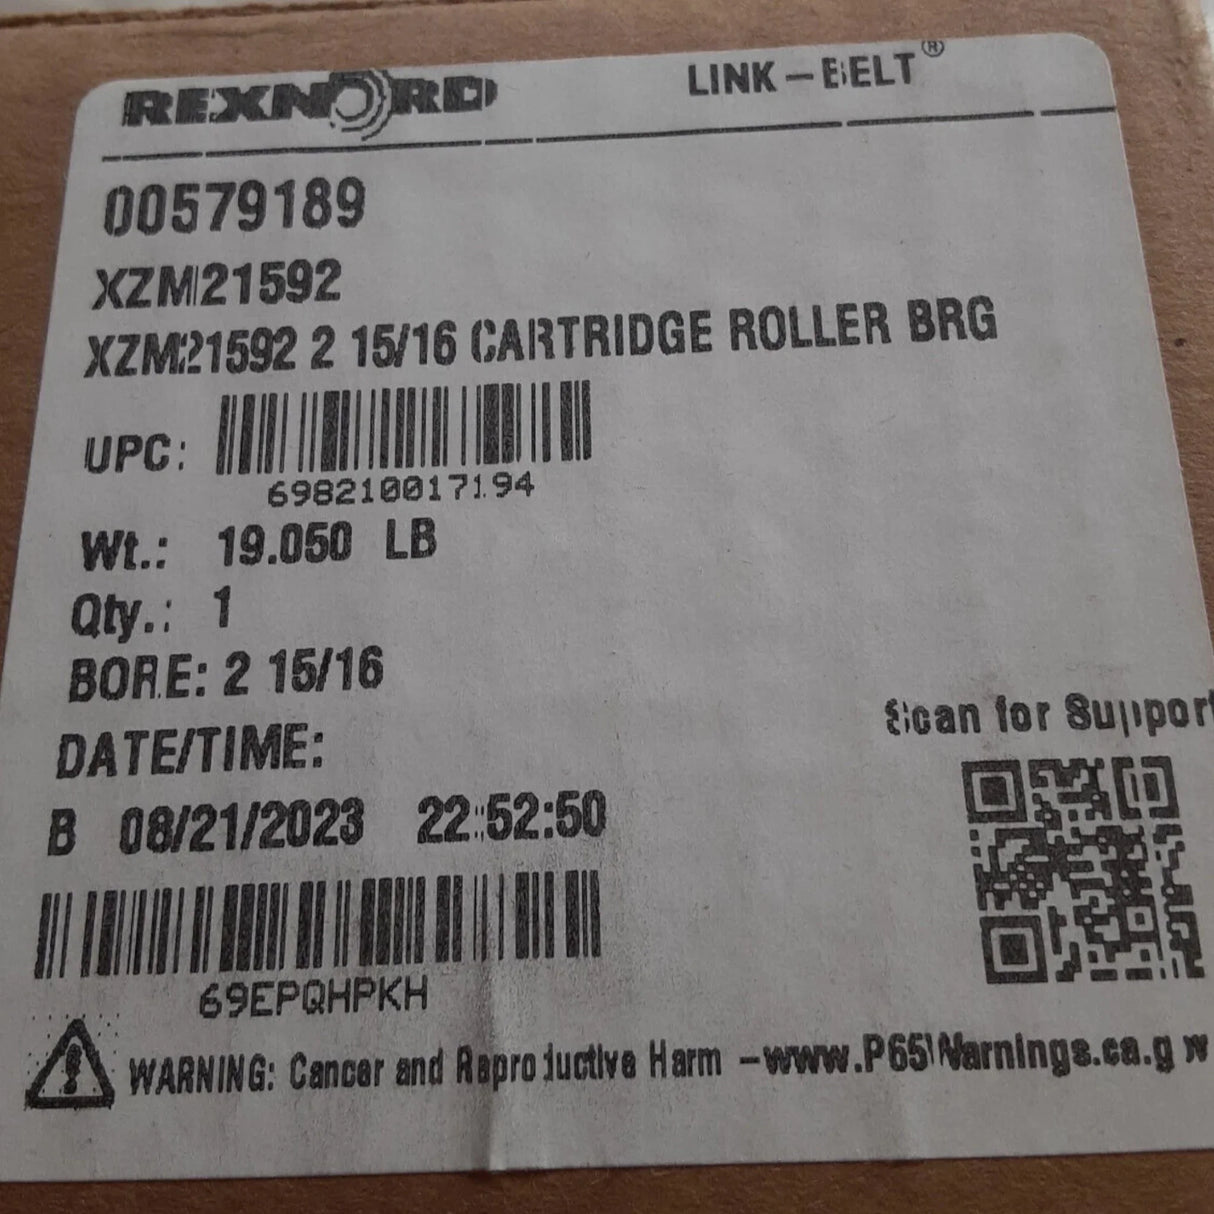 REXNORD LINK-BELT®
00579189
XZM21592
XZM21592 2 15/16 CARTRIDGE ROLLER BRG
UPC:
698210017194
Wt.: 19.050 LB
Qty.: 1
BORE: 2 15/16
DATE/TIME:
Scan for Support
B 08/21/2023 22:52:50
69EPQHPKH
WARNING: Cancer and Reproductive Harm -www.P65Warnings.ca.gov